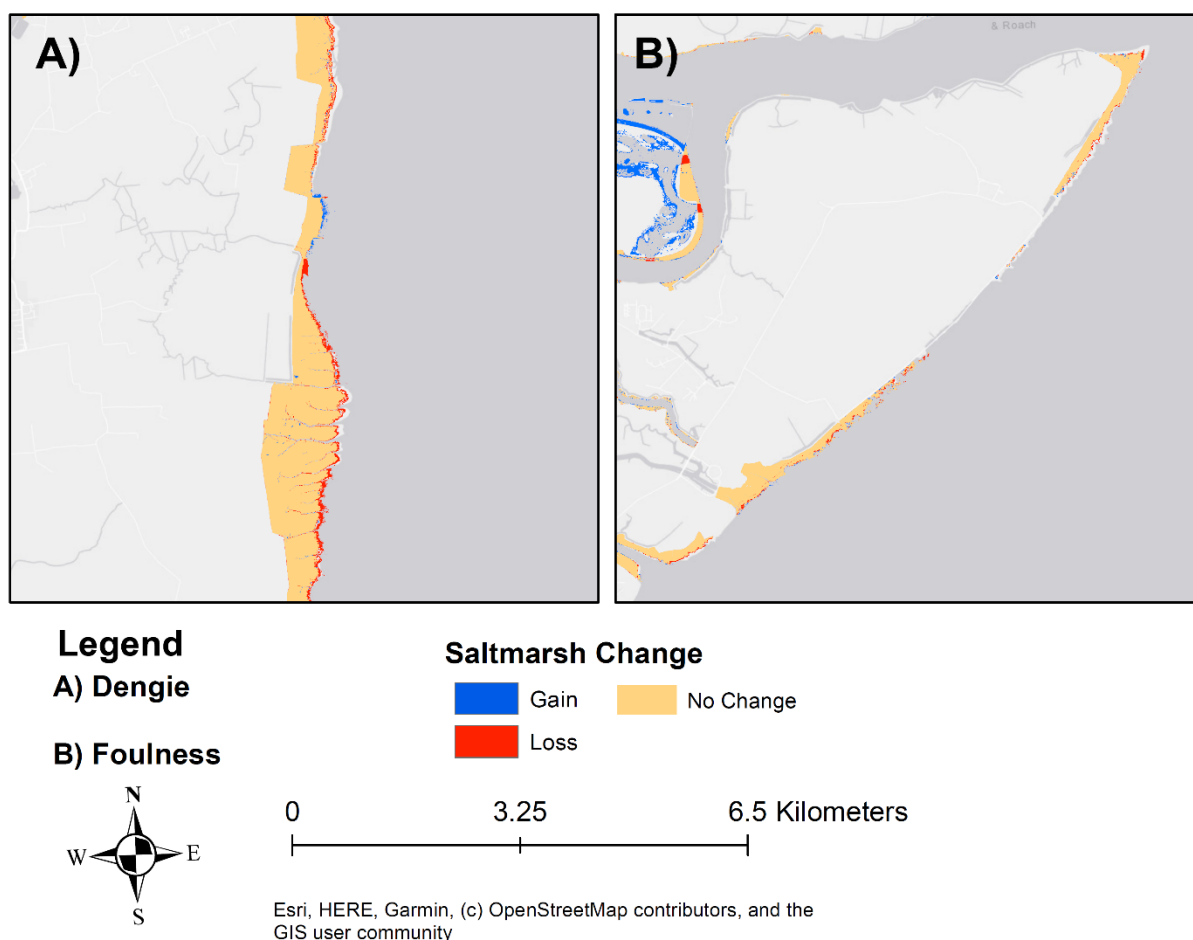 A)
B)
& Roach
Legend
A) Dengie
B) Foulness
Saltmarsh Change
Gain
No Change
Loss
N
W
E
S
0 3.25 6.5 Kilometers
Esri, HERE, Garmin, (c) OpenStreetMap contributors, and the
GIS user community